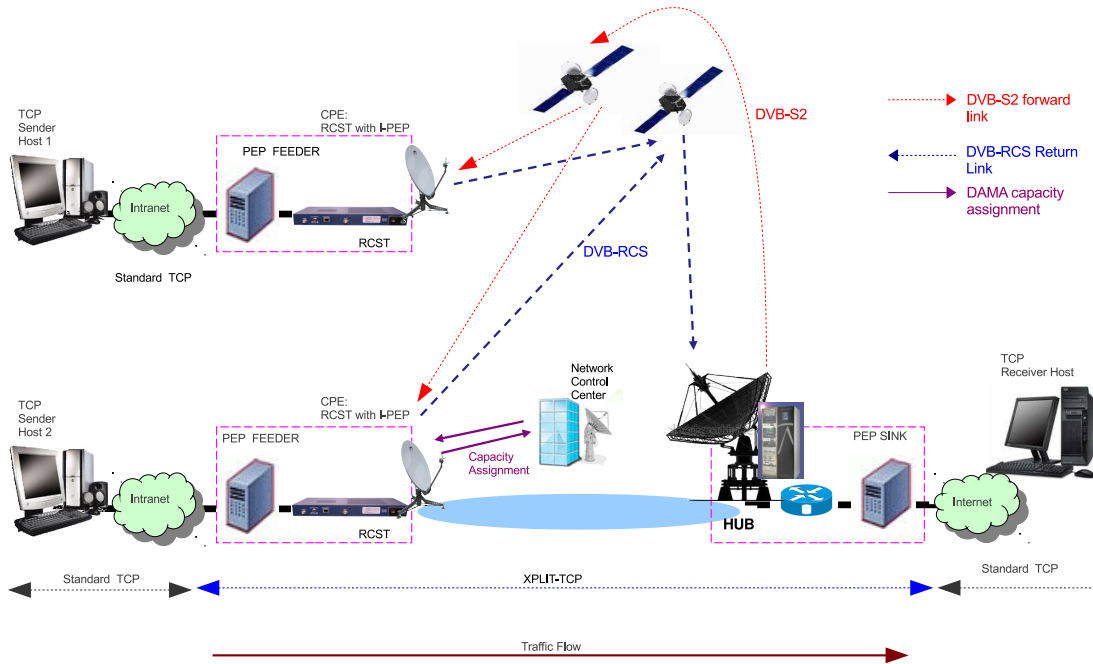 DVB-S2
DVB-S2 forward
link
DVB-RCS Return
Link
DAMA capacity
assignment
TCP
Sender
Host 1
CPE:
RCST with I-PEP
PEP FEEDER
Intranet
RCST
Standard TCP
DVB-RCS
TCP
Sender
Host 2
CPE:
RCST with I-PEP
PEP FEEDER
Intranet
RCST
Capacity
Assignment
Network
Control
Center
TCP
Receiver Host
PEP SINK
HUB
Internet
Standard TCP
XPLIT-TCP
Standard TCP
Traffic Flow